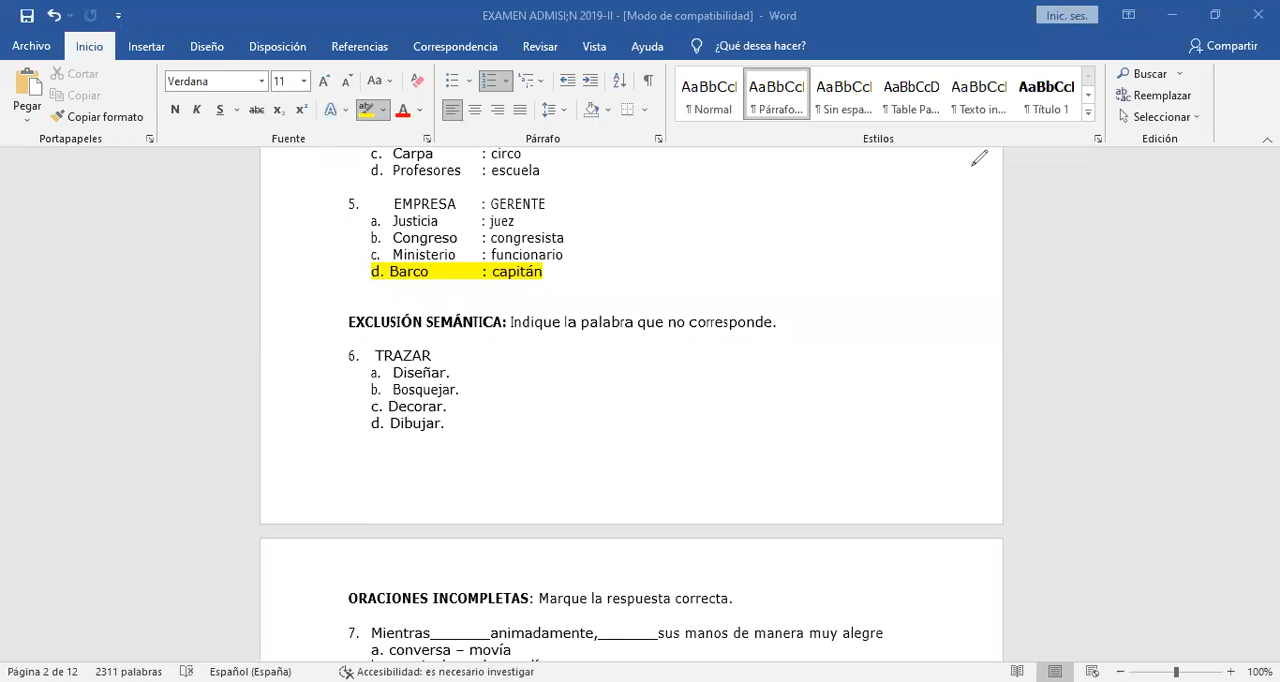 EXAMEN ADMISI;N 2019-II - [Modo de compatibilidad] - Word
Inic. ses.
Archivo Inicio Insertar Diseño Disposición Referencias Correspondencia Revisar Vista Ayuda ¿Qué desea hacer? Compartir
Pegar
Cortar
Copiar
Copiar formato
Portapapeles
Verdana 11
Aa
N K S abc x₂ x² A A
Fuente
Párrafo
AaBbCcI AaBbCcI AaBbCcI AaBbCcD AaBbCcI AaBbCcI
¶ Normal ¶ Párrafo... ¶ Sin espa... ¶ Table Pa... ¶ Texto in... ¶ Título 1
Estilos
Buscar
Reemplazar
Seleccionar
Edición
c. Carpa : circo
d. Profesores : escuela
5. EMPRESA : GERENTE
a. Justicia : juez
b. Congreso : congresista
c. Ministerio : funcionario
d. Barco : capitán
EXCLUSIÓN SEMÁNTICA: Indique la palabra que no corresponde.
6. TRAZAR
a. Diseñar.
b. Bosquejar.
c. Decorar.
d. Dibujar.
ORACIONES INCOMPLETAS: Marque la respuesta correcta.
7. Mientras________animadamente,________sus manos de manera muy alegre
a. conversa – movía
Página 2 de 12 2311 palabras Español (España) Accesibilidad: es necesario investigar 100%